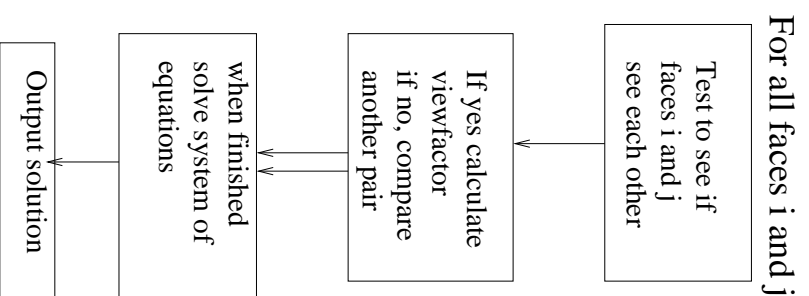 For all faces i and j
Test to see if
faces i and j
see each other
If yes calculate
viewfactor
if no, compare
another pair
when finished
solve system of
equations
Output solution